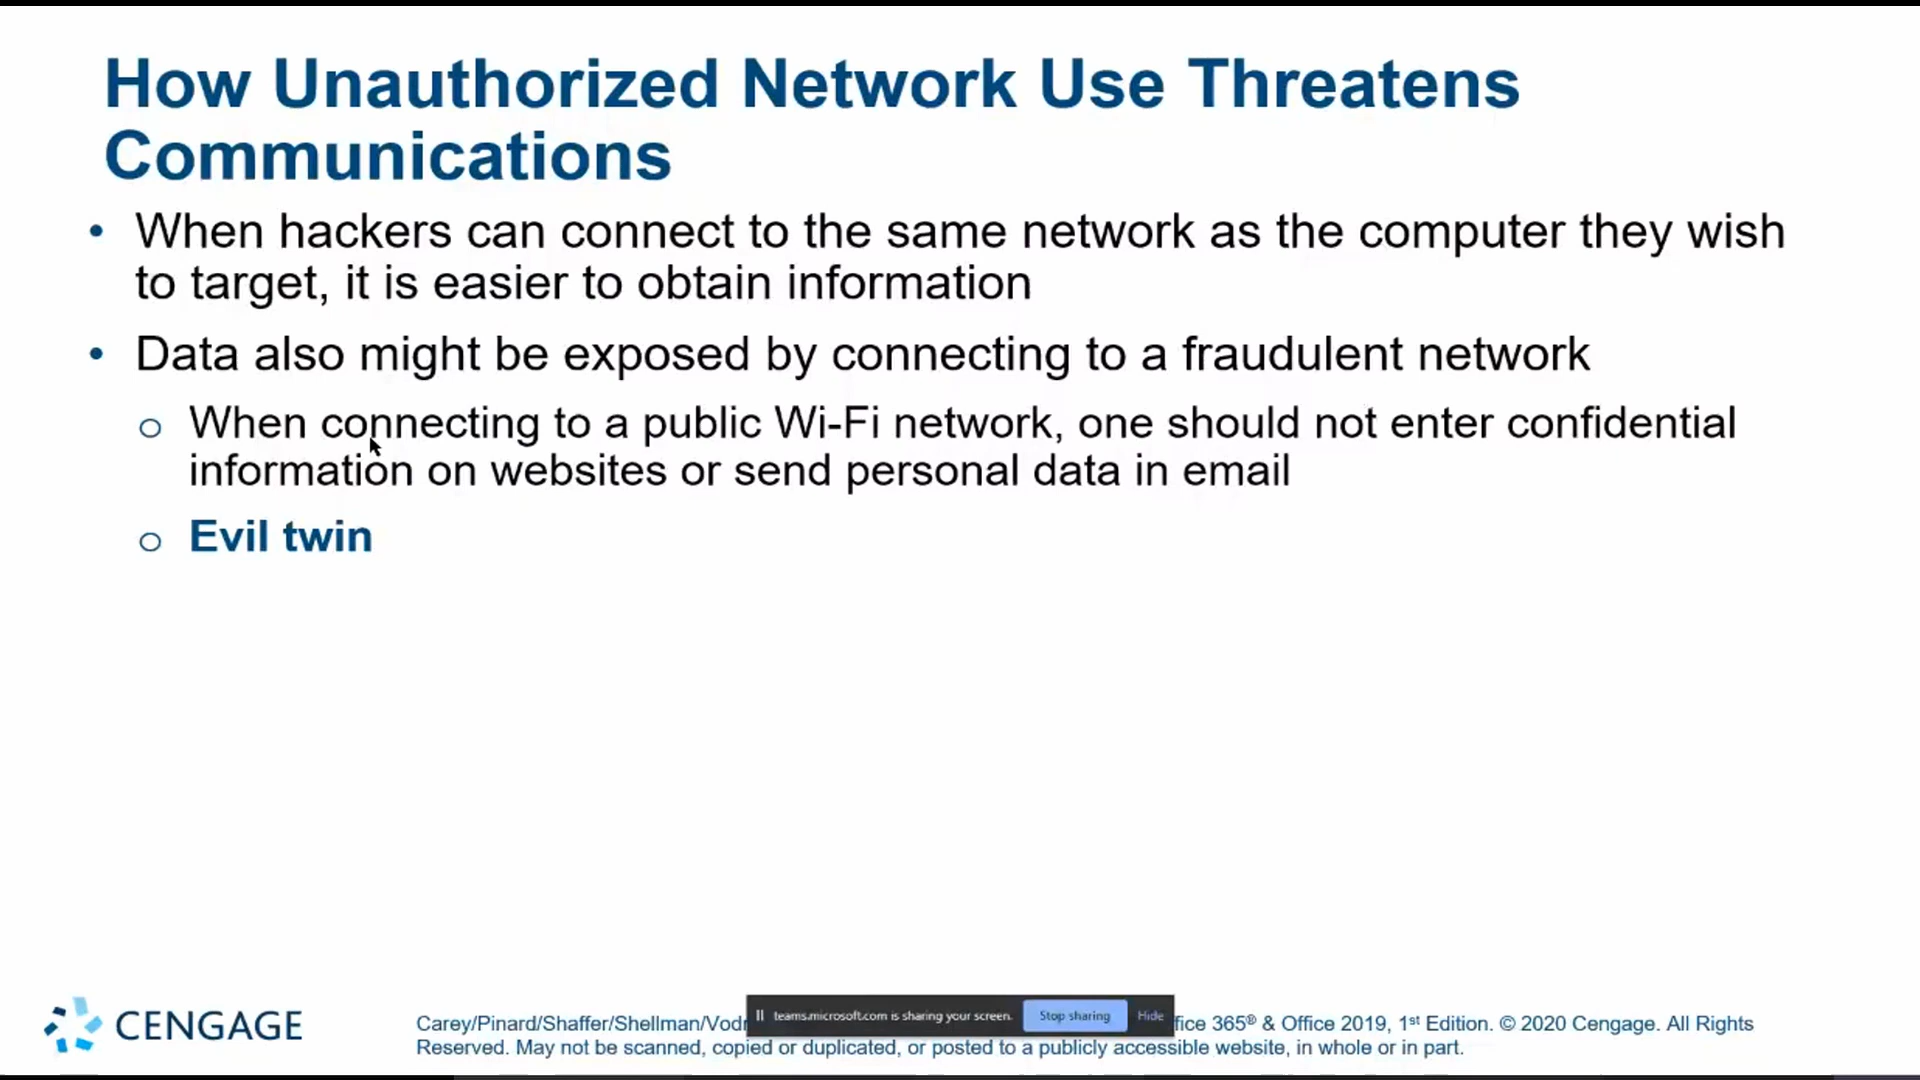 How Unauthorized Network Use Threatens
Communications
• When hackers can connect to the same network as the computer they wish
to target, it is easier to obtain information
• Data also might be exposed by connecting to a fraudulent network
o When connecting to a public Wi-Fi network, one should not enter confidential
information on websites or send personal data in email
o Evil twin
CENGAGE
Carey/Pinard/Shaffer/Shellman/Vod
teams.microsoft.com is sharing your screen.
Stop sharing
Hide
365® & Office 2019, 1st Edition. © 2020 Cengage. All Rights
Reserved. May not be scanned, copied or duplicated, or posted to a publicly accessible website, in whole or in part.